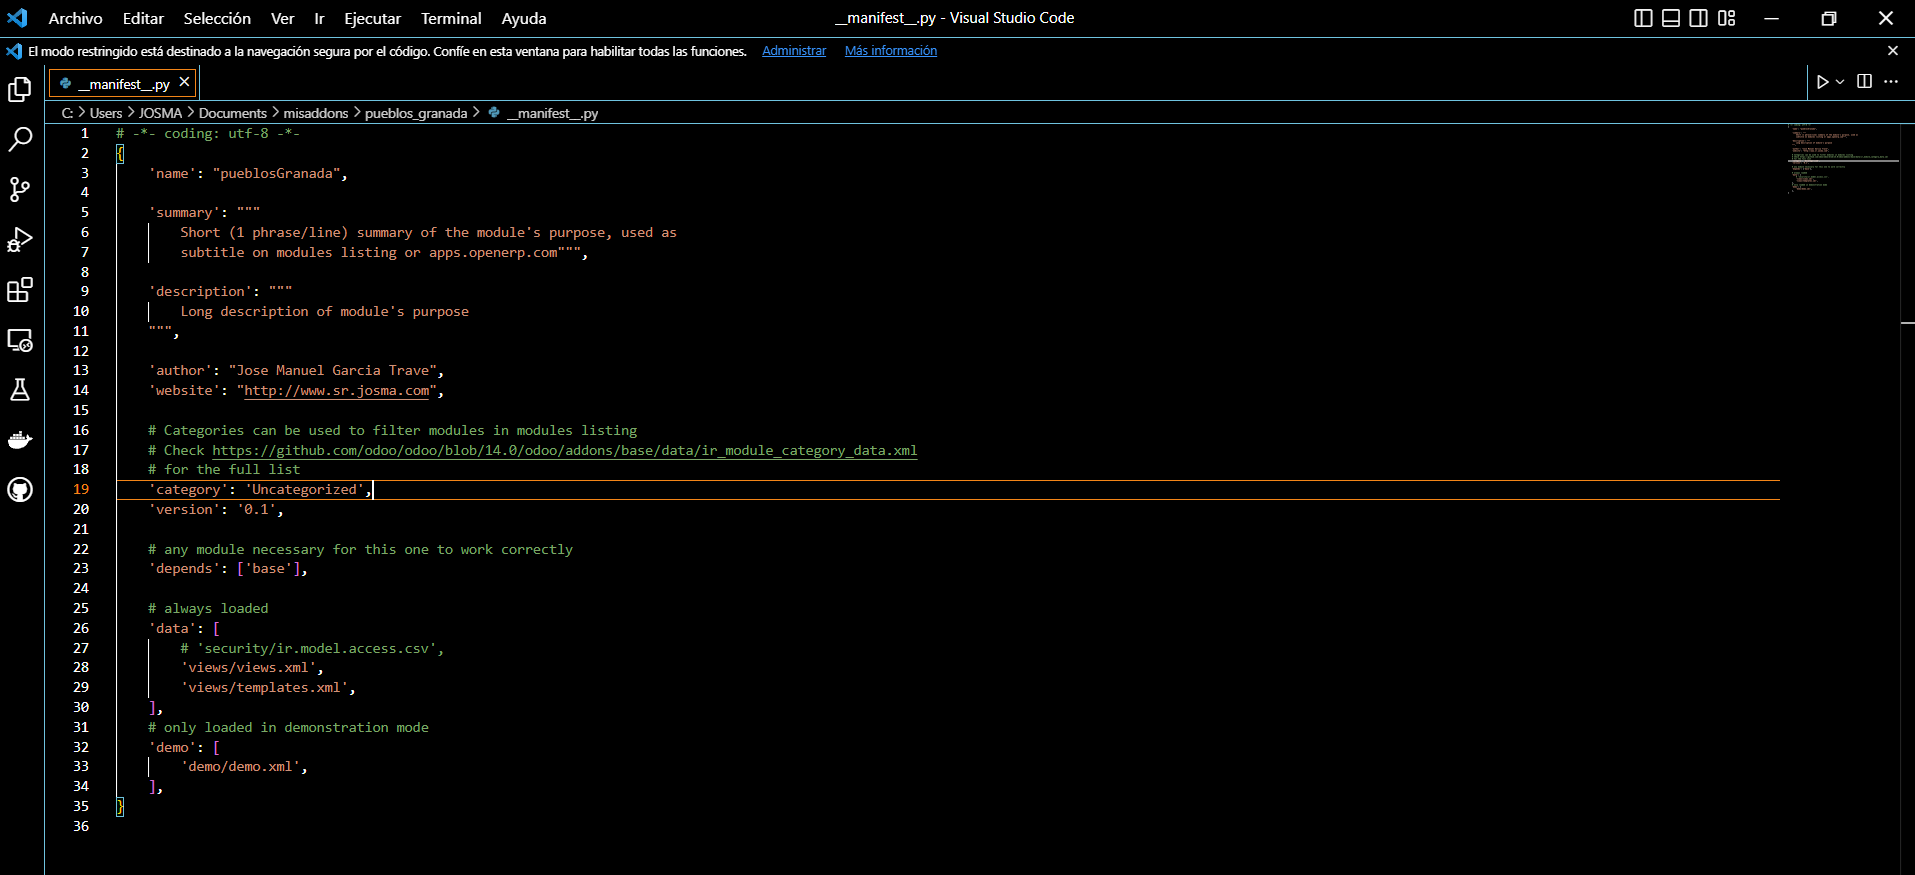 Archivo Editar Selección Ver Ir Ejecutar Terminal Ayuda __manifest__.py - Visual Studio Code
El modo restringido está destinado a la navegación segura por el código. Confíe en esta ventana para habilitar todas las funciones. Administrar Más información
__manifest__.py
C: > Users > JOSMA > Documents > misaddons > pueblos_granada > __manifest__.py
1 # -*- coding: utf-8 -*-
2 {
3 'name': "pueblosGranada",
4
5 'summary': """
6 Short (1 phrase/line) summary of the module's purpose, used as
7 subtitle on modules listing or apps.openerp.com""",
8
9 'description': """
10 Long description of module's purpose
11 """,
12
13 'author': "Jose Manuel Garcia Trave",
14 'website': "http://www.sr.josma.com",
15
16 # Categories can be used to filter modules in modules listing
17 # Check https://github.com/odoo/odoo/blob/14.0/odoo/addons/base/data/ir_module_category_data.xml
18 # for the full list
19 'category': 'Uncategorized',
20 'version': '0.1',
21
22 # any module necessary for this one to work correctly
23 'depends': ['base'],
24
25 # always loaded
26 'data': [
27 # 'security/ir.model.access.csv',
28 'views/views.xml',
29 'views/templates.xml',
30 ],
31 # only loaded in demonstration mode
32 'demo': [
33 'demo/demo.xml',
34 ],
35 }
36